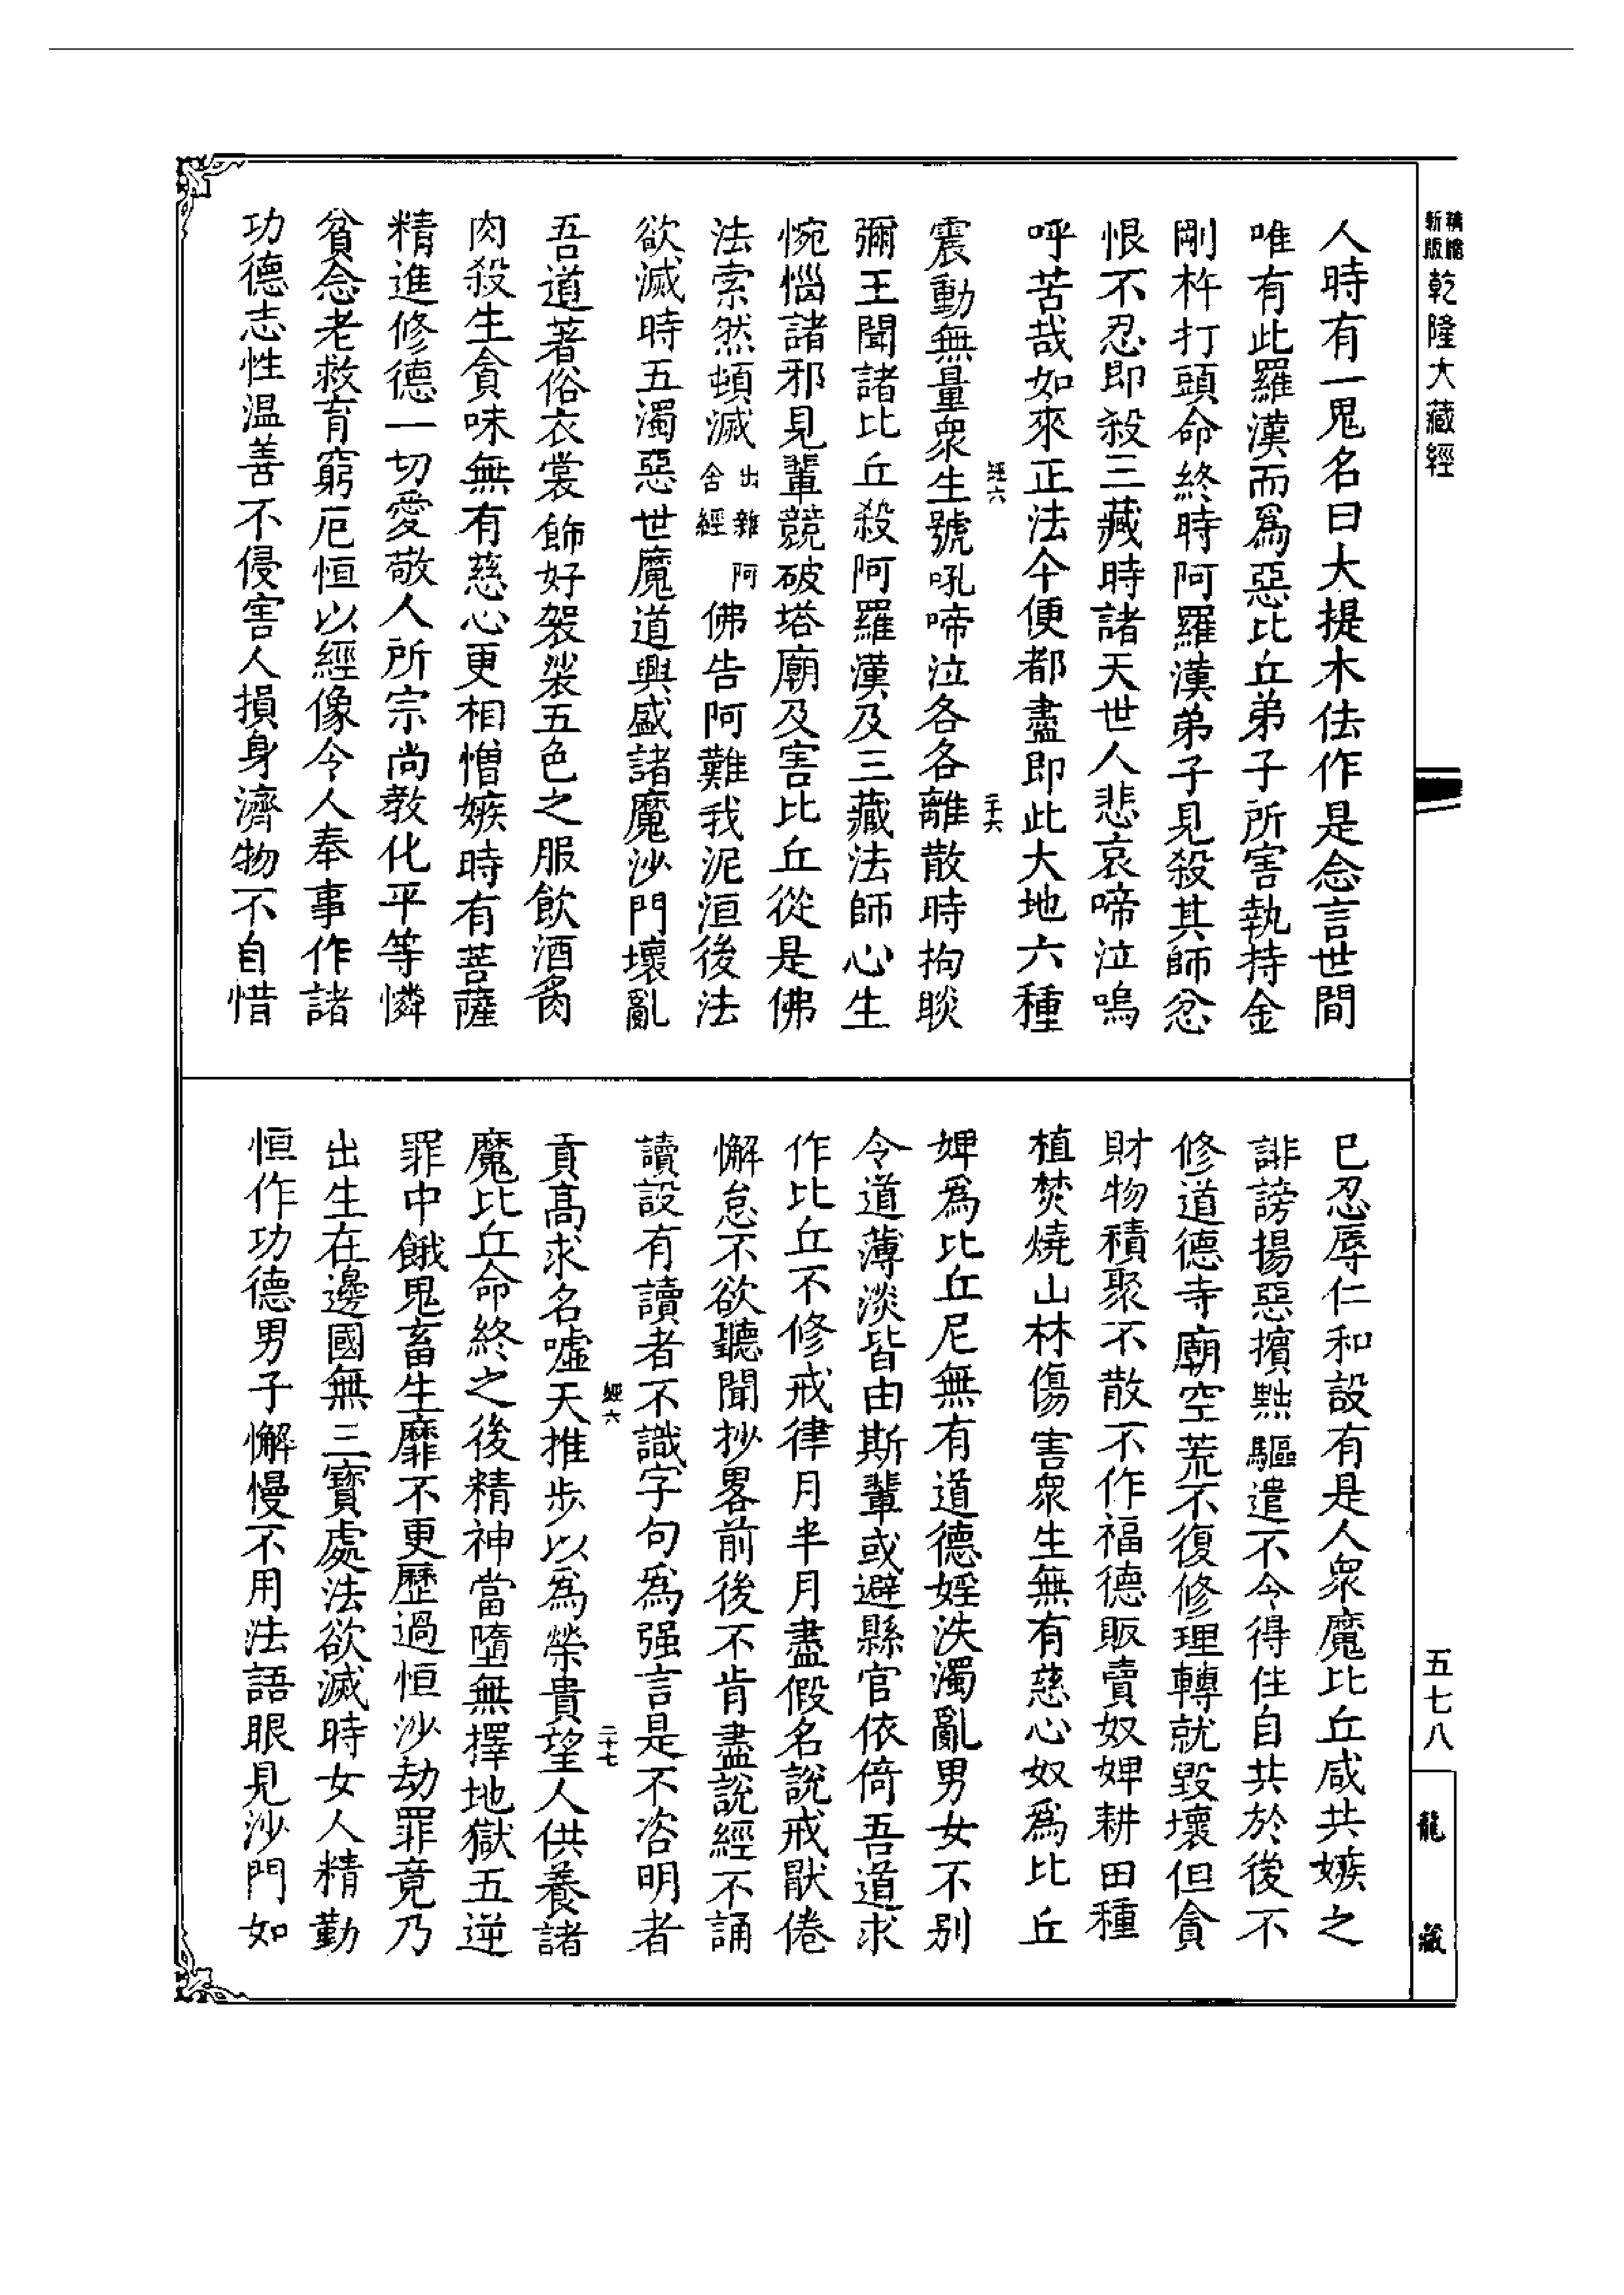 精縮新版乾隆大藏經
五七八
龍藏
人時有一鬼名曰大提木佉作是念言世間
唯有此羅漢而爲惡比丘弟子所害執持金
剛杵打頭命終時阿羅漢弟子見殺其師忿
恨不忍即殺三藏時諸天世人悲哀啼泣嗚
呼苦哉如來正法今便都盡即此大地六種
經六 二十六
震動無量衆生號吼啼泣各各離散時拘睒
彌王聞諸比丘殺阿羅漢及三藏法師心生
惋惱諸邪見輩競破塔廟及害比丘從是佛
法索然頓滅出雜阿舍經佛告阿難我泥洹後法
欲滅時五濁惡世魔道興盛諸魔沙門壞亂
吾道著俗衣裳飾好袈裟五色之服飲酒炙
肉殺生貪味無有慈心更相憎嫉時有菩薩
精進修德一切愛敬人所宗尚教化平等憐
貧念老救育窮厄恒以經像令人奉事作諸
功德志性温善不侵害人損身濟物不自惜
巳忍辱仁和設有是人衆魔比丘咸共嫉之
誹謗揚惡擯黜驅遣不令得住自共於後不
修道德寺廟空荒不復修理轉就毀壞但貪
財物積聚不散不作福德販賣奴婢耕田種
植焚燒山林傷害衆生無有慈心奴爲比丘
婢爲比丘尼無有道德婬泆濁亂男女不别
令道薄淡皆由斯輩或避縣官依倚吾道求
作比丘不修戒律月半月盡假名說戒猒倦
懈怠不欲聽聞抄畧前後不肯盡說經不誦
讀設有讀者不識字句爲强言是不咨明者
經六 二十七
貢高求名噓天推步以爲榮貴望人供養諸
魔比丘命終之後精神當墮無擇地獄五逆
罪中餓鬼畜生靡不更歷過恒沙劫罪竟乃
出生在邊國無三寶處法欲滅時女人精勤
恒作功德男子懈慢不用法語眼見沙門如